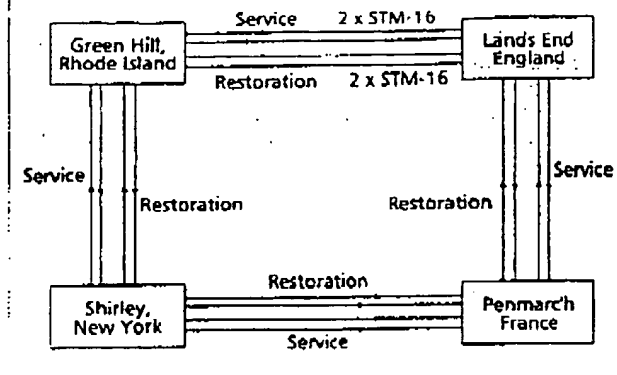 Service 2 x STM-16
Green Hill,
Rhode Island
Land's End
England
Restoration 2 x STM-16
Service
Restoration
Restoration
Service
Restoration
Shirley,
New York
Penmarc'h
France
Service